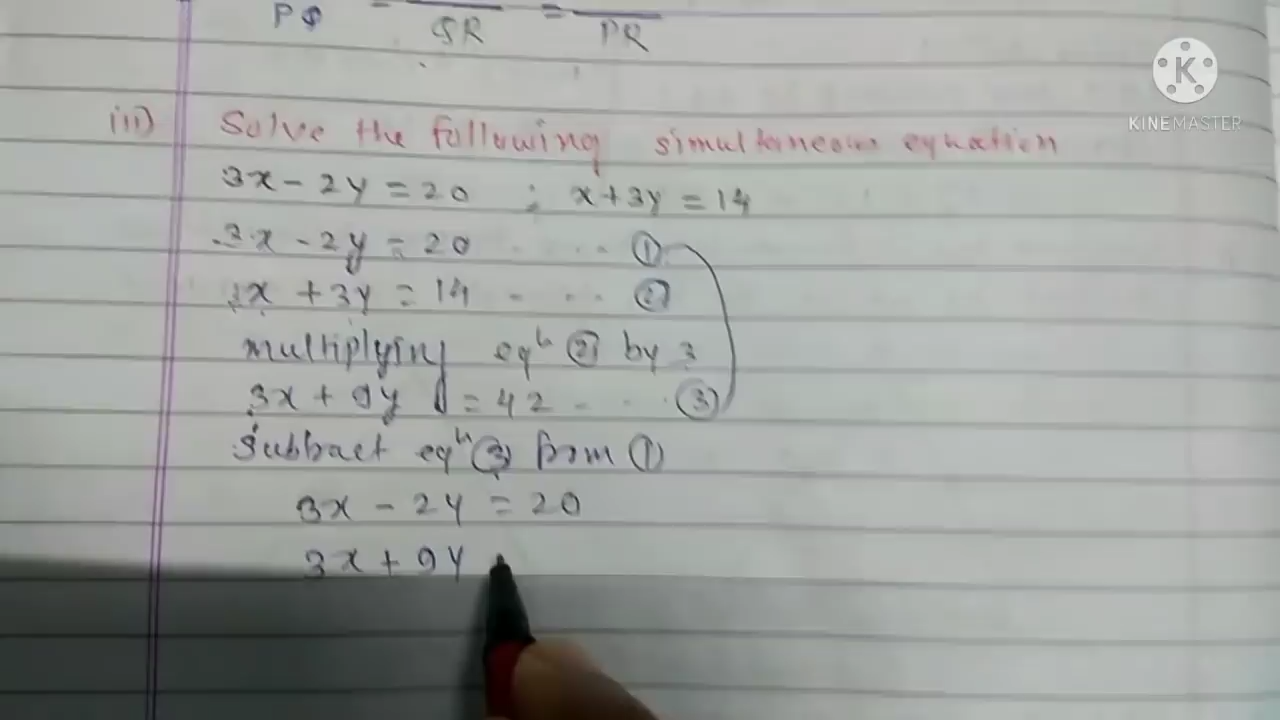 PQ = SR = PR
KINEMASTER
iii) Solve the following simultaneous equation
3x - 2y = 20 ; x + 3y = 14
3x - 2y = 20 ... ①
x + 3y = 14 ... ②
multiplying eqn ② by 3
3x + 9y = 42 ... ③
Subtract eqn ③ from ①
3x - 2y = 20
3x + 9y